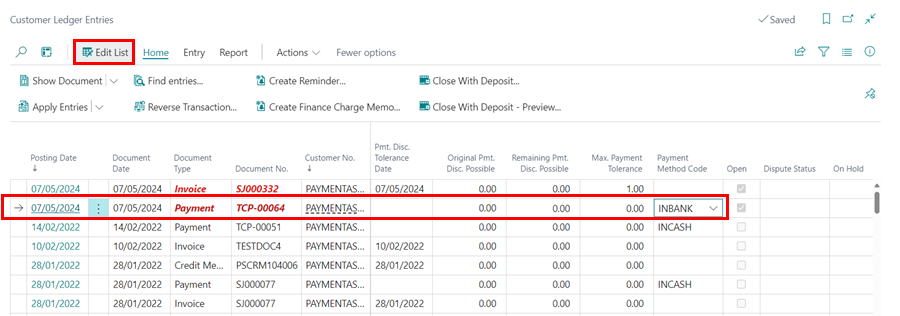 Customer Ledger Entries
Saved
Edit List Home Entry Report Actions Fewer options
Show Document Find entries... Create Reminder... Close With Deposit...
Apply Entries Reverse Transaction... Create Finance Charge Memo... Close With Deposit - Preview...
Posting Date Document Date Document Type Document No. Customer No. Pmt. Disc. Tolerance Date Original Pmt. Disc. Possible Remaining Pmt. Disc. Possible Max. Payment Tolerance Payment Method Code Open Dispute Status On Hold
07/05/2024 07/05/2024 Invoice SJ000332 PAYMENTAS... 07/05/2024 0.00 0.00 1.00
07/05/2024 07/05/2024 Payment TCP-00064 PAYMENTAS... 0.00 0.00 0.00 INBANK
14/02/2022 14/02/2022 Payment TCP-00051 PAYMENTAS... 0.00 0.00 0.00 INCASH
10/02/2022 10/02/2022 Invoice TESTDOC4 PAYMENTAS... 10/02/2022 0.00 0.00 0.00
28/01/2022 28/01/2022 Credit Me... PSCRM104006 PAYMENTAS... 28/01/2022 0.00 0.00 0.00
28/01/2022 28/01/2022 Payment SJ000077 PAYMENTAS... 0.00 0.00 0.00 INCASH
28/01/2022 28/01/2022 Invoice SJ000077 PAYMENTAS... 28/01/2022 0.00 0.00 0.00